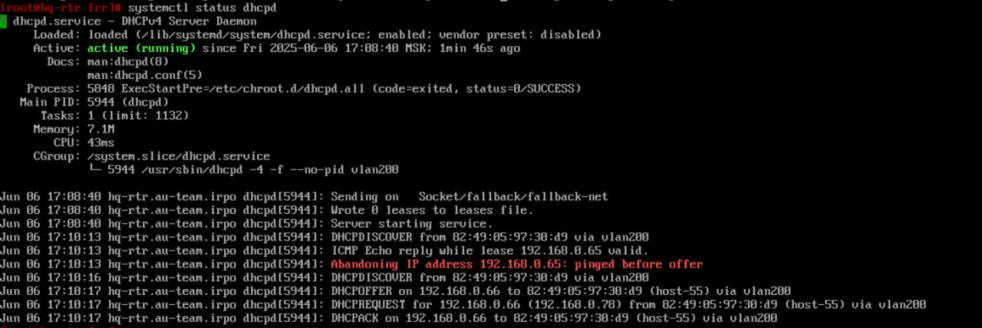 [root@hq-rtr frr]# systemctl status dhcpd
dhcpd.service - DHCPv4 Server Daemon
Loaded: loaded (/lib/systemd/system/dhcpd.service; enabled; vendor preset: disabled)
Active: active (running) since Fri 2025-06-06 17:08:40 MSK; 1min 46s ago
Docs: man:dhcpd(8)
man:dhcpd.conf(5)
Process: 5848 ExecStartPre=/etc/chroot.d/dhcpd.all (code=exited, status=0/SUCCESS)
Main PID: 5944 (dhcpd)
Tasks: 1 (limit: 1132)
Memory: 7.1M
CPU: 43ms
CGroup: /system.slice/dhcpd.service
└─ 5944 /usr/sbin/dhcpd -4 -f --no-pid vlan200
Jun 06 17:08:40 hq-rtr.au-team.irpo dhcpd[5944]: Sending on   Socket/fallback/fallback-net
Jun 06 17:08:40 hq-rtr.au-team.irpo dhcpd[5944]: Wrote 0 leases to leases file.
Jun 06 17:08:40 hq-rtr.au-team.irpo dhcpd[5944]: Server starting service.
Jun 06 17:10:13 hq-rtr.au-team.irpo dhcpd[5944]: DHCPDISCOVER from 82:49:05:97:30:d9 via vlan200
Jun 06 17:10:13 hq-rtr.au-team.irpo dhcpd[5944]: ICMP Echo reply while lease 192.168.0.65 valid.
Jun 06 17:10:13 hq-rtr.au-team.irpo dhcpd[5944]: Abandoning IP address 192.168.0.65: pinged before offer
Jun 06 17:10:16 hq-rtr.au-team.irpo dhcpd[5944]: DHCPDISCOVER from 82:49:05:97:30:d9 via vlan200
Jun 06 17:10:17 hq-rtr.au-team.irpo dhcpd[5944]: DHCPOFFER on 192.168.0.66 to 82:49:05:97:30:d9 (host-55) via vlan200
Jun 06 17:10:17 hq-rtr.au-team.irpo dhcpd[5944]: DHCPREQUEST for 192.168.0.66 (192.168.0.78) from 82:49:05:97:30:d9 (host-55) via vlan200
Jun 06 17:10:17 hq-rtr.au-team.irpo dhcpd[5944]: DHCPACK on 192.168.0.66 to 82:49:05:97:30:d9 (host-55) via vlan200